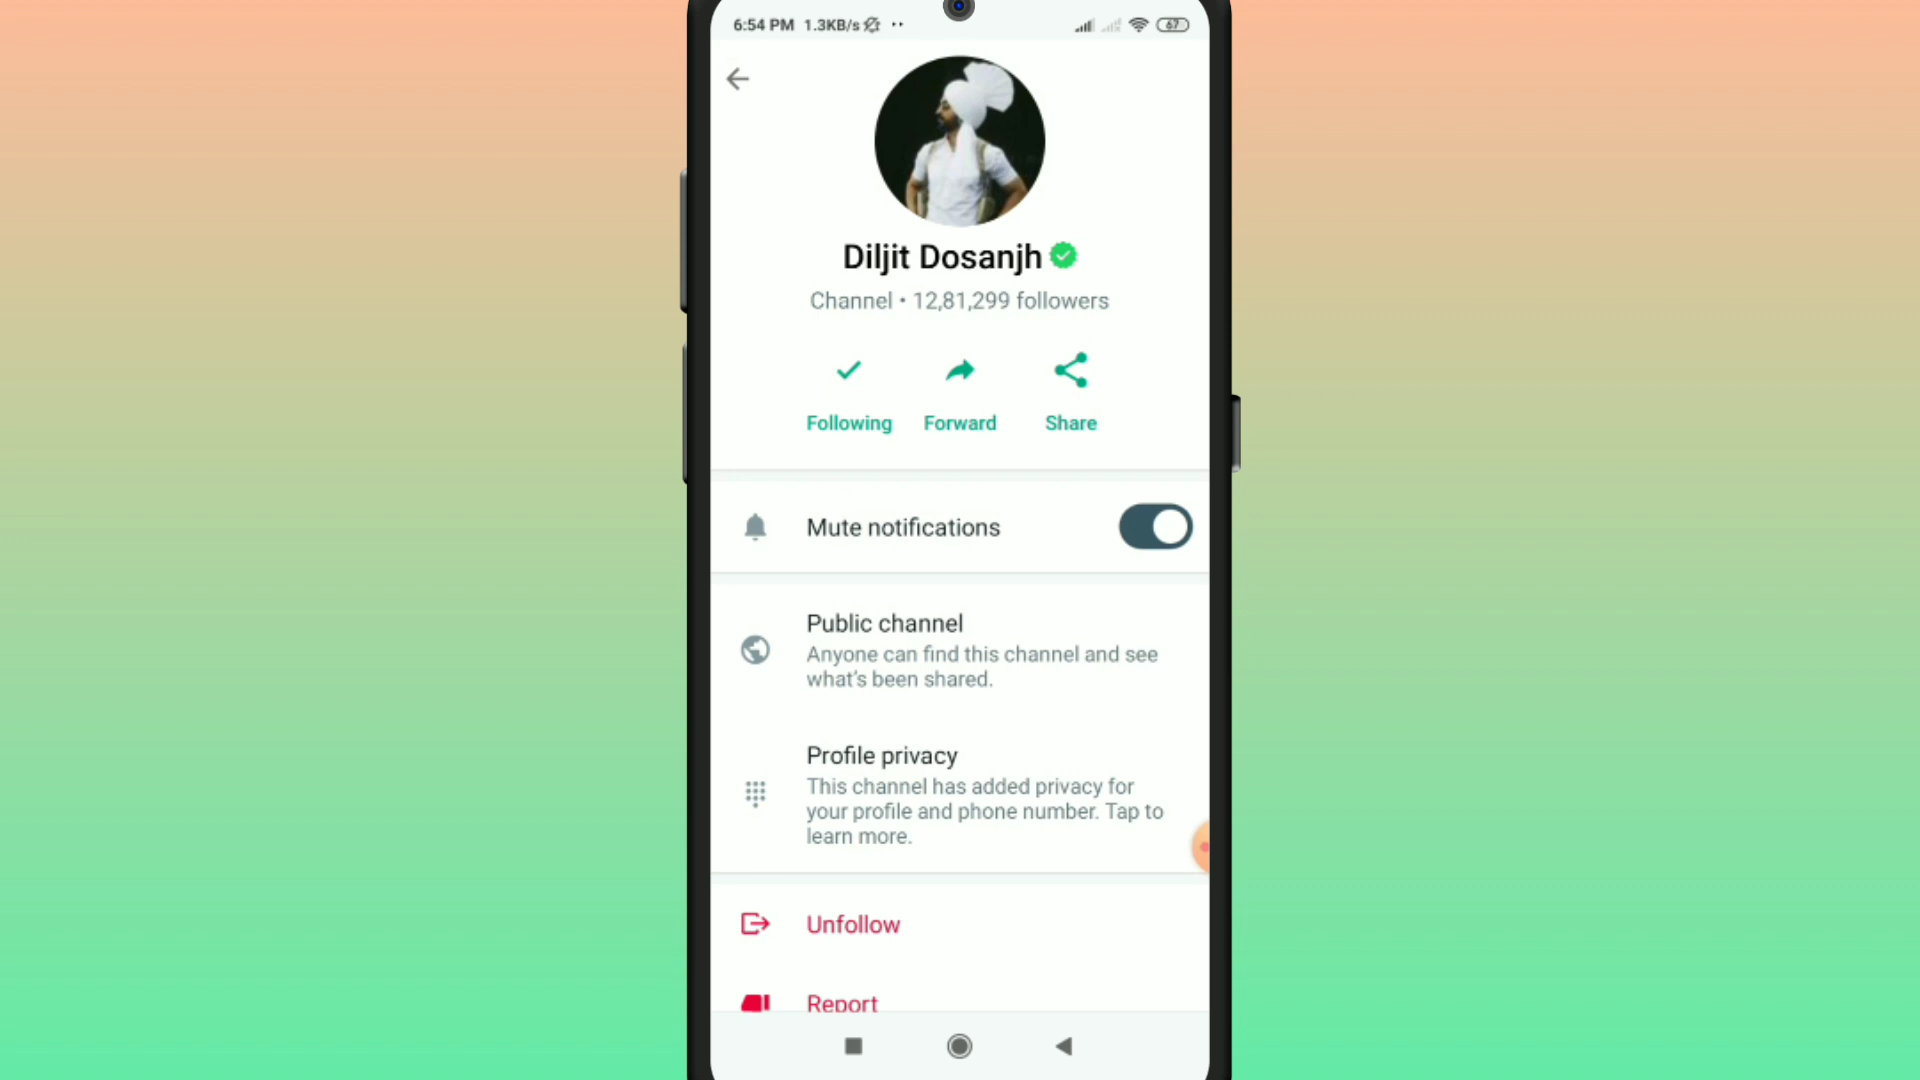 6:54 PM 1.3KB/s
67
Diljit Dosanjh
Channel • 12,81,299 followers
Following Forward Share
Mute notifications
Public channel
Anyone can find this channel and see
what's been shared.
Profile privacy
This channel has added privacy for
your profile and phone number. Tap to
learn more.
Unfollow
Report